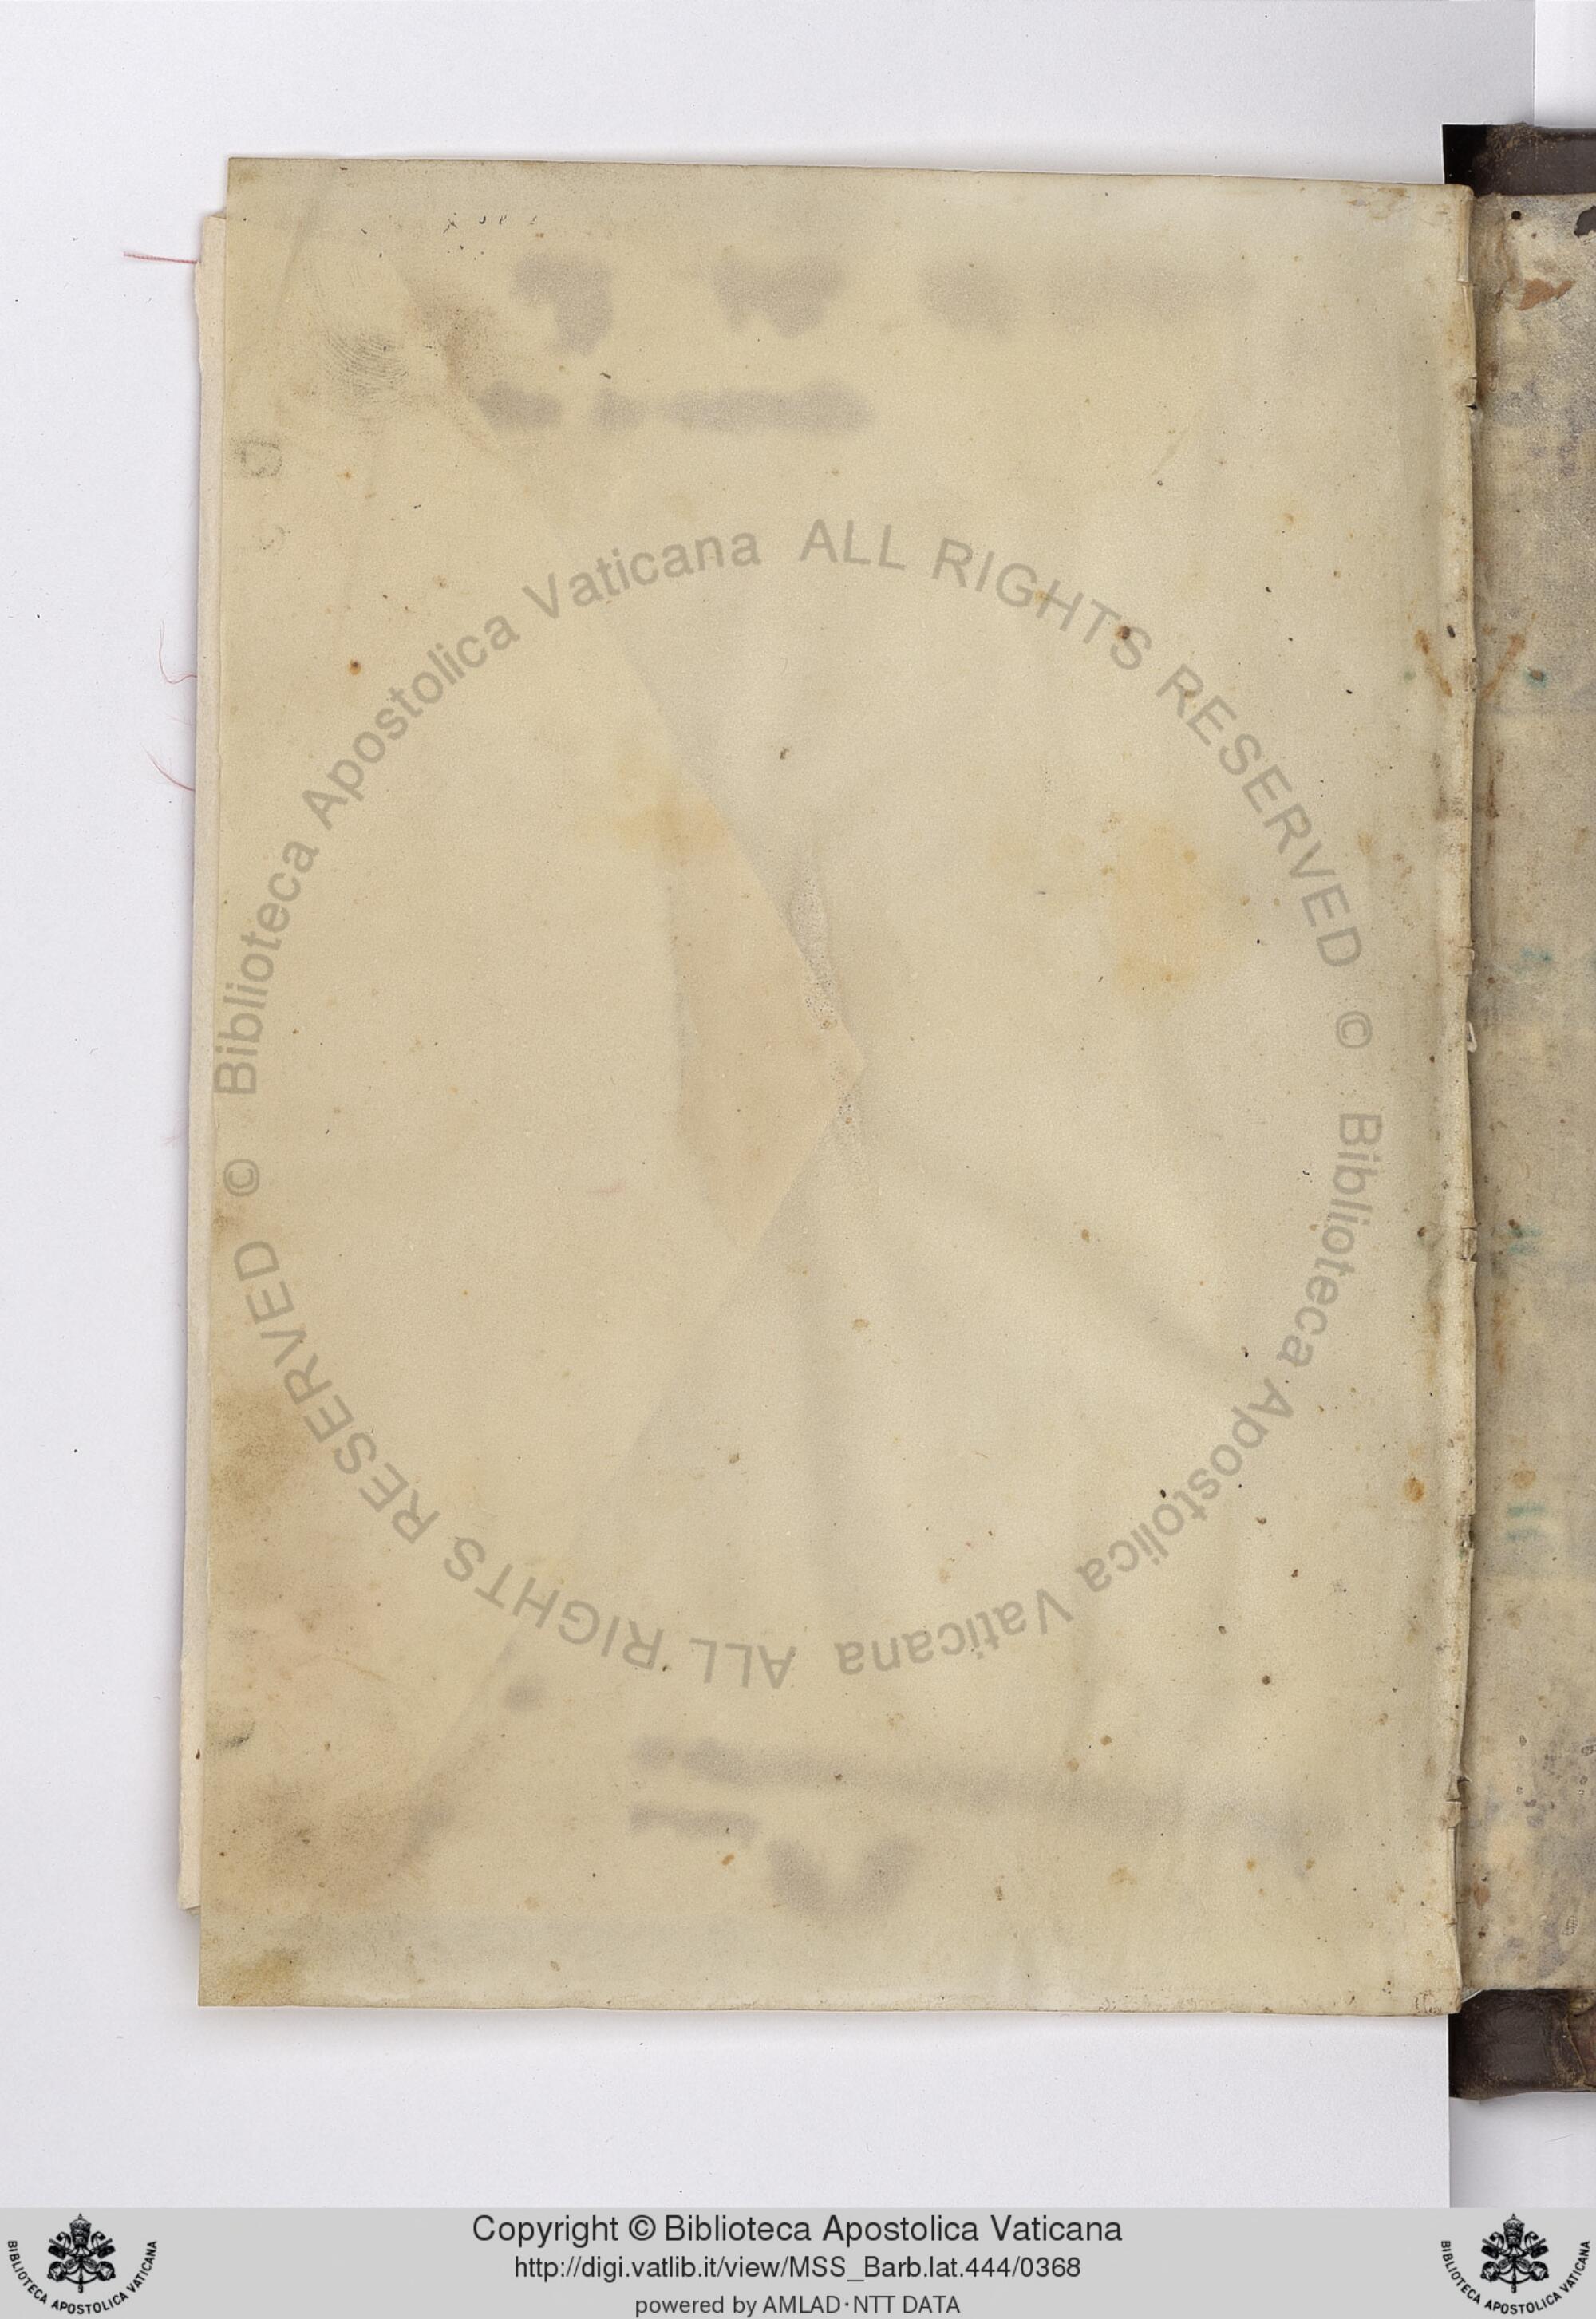 © Biblioteca Apostolica Vaticana ALL RIGHTS RESERVED
© Biblioteca Apostolica Vaticana ALL RIGHTS RESERVED
Copyright © Biblioteca Apostolica Vaticana
http://digi.vatlib.it/view/MSS_Barb.lat.444/0368
powered by AMLAD·NTT DATA
BIBLIOTECA APOSTOLICA VATICANA
BIBLIOTECA APOSTOLICA VATICANA